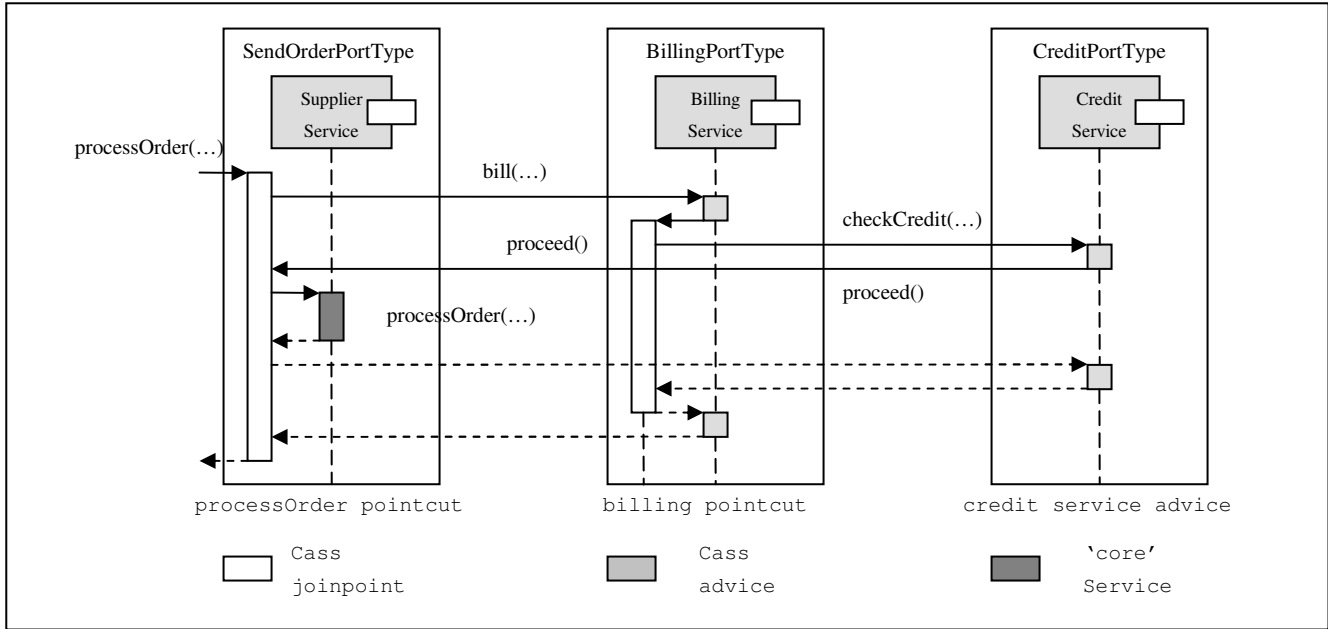 SendOrderPortType
BillingPortType
CreditPortType
Supplier
Service
Billing
Service
Credit
Service
processOrder(…)
bill(…)
checkCredit(…)
proceed()
proceed()
processOrder(…)
processOrder pointcut
billing pointcut
credit service advice
Cass
joinpoint
Cass
advice
‘core’
Service